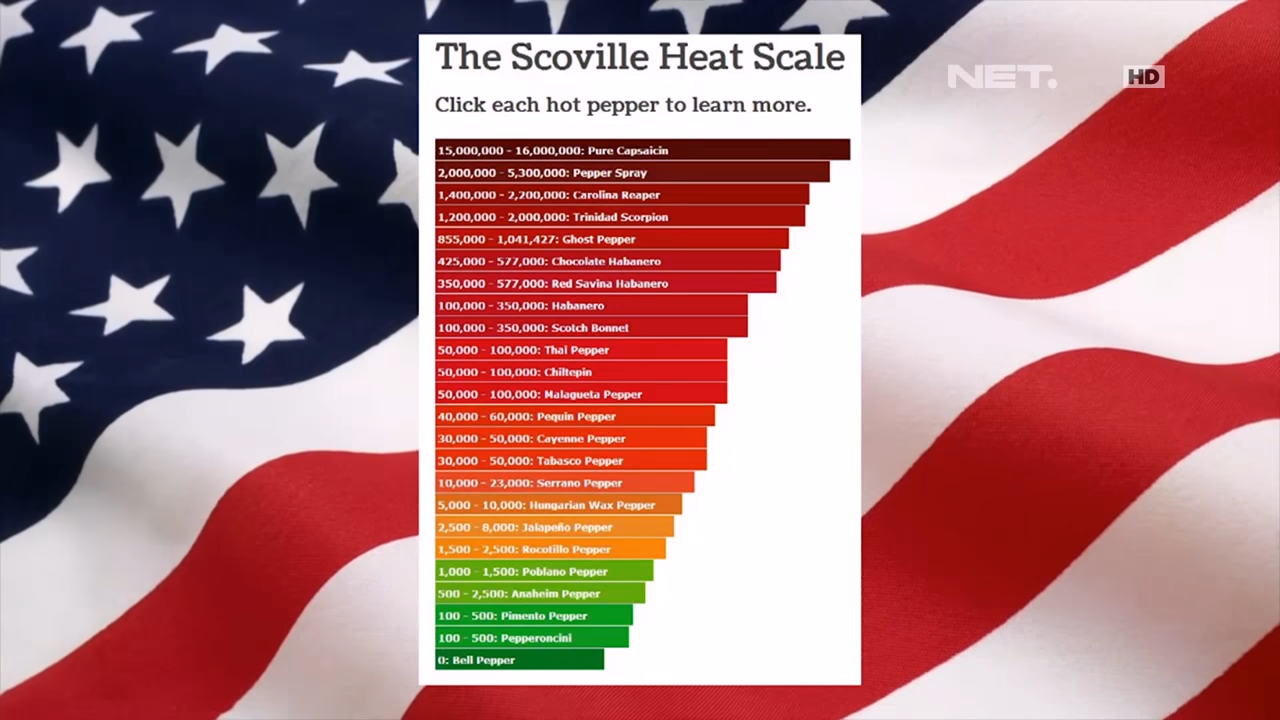 The Scoville Heat Scale
NET. HD
Click each hot pepper to learn more.
15,000,000 - 16,000,000: Pure Capsaicin
2,000,000 - 5,300,000: Pepper Spray
1,400,000 - 2,200,000: Carolina Reaper
1,200,000 - 2,000,000: Trinidad Scorpion
855,000 - 1,041,427: Ghost Pepper
425,000 - 577,000: Chocolate Habanero
350,000 - 577,000: Red Savina Habanero
100,000 - 350,000: Habanero
100,000 - 350,000: Scotch Bonnet
50,000 - 100,000: Thai Pepper
50,000 - 100,000: Chiltepin
50,000 - 100,000: Malagueta Pepper
40,000 - 60,000: Pequin Pepper
30,000 - 50,000: Cayenne Pepper
30,000 - 50,000: Tabasco Pepper
10,000 - 23,000: Serrano Pepper
5,000 - 10,000: Hungarian Wax Pepper
2,500 - 8,000: Jalapeño Pepper
1,500 - 2,500: Rocotillo Pepper
1,000 - 1,500: Poblano Pepper
500 - 2,500: Anaheim Pepper
100 - 500: Pimento Pepper
100 - 500: Pepperoncini
0: Bell Pepper